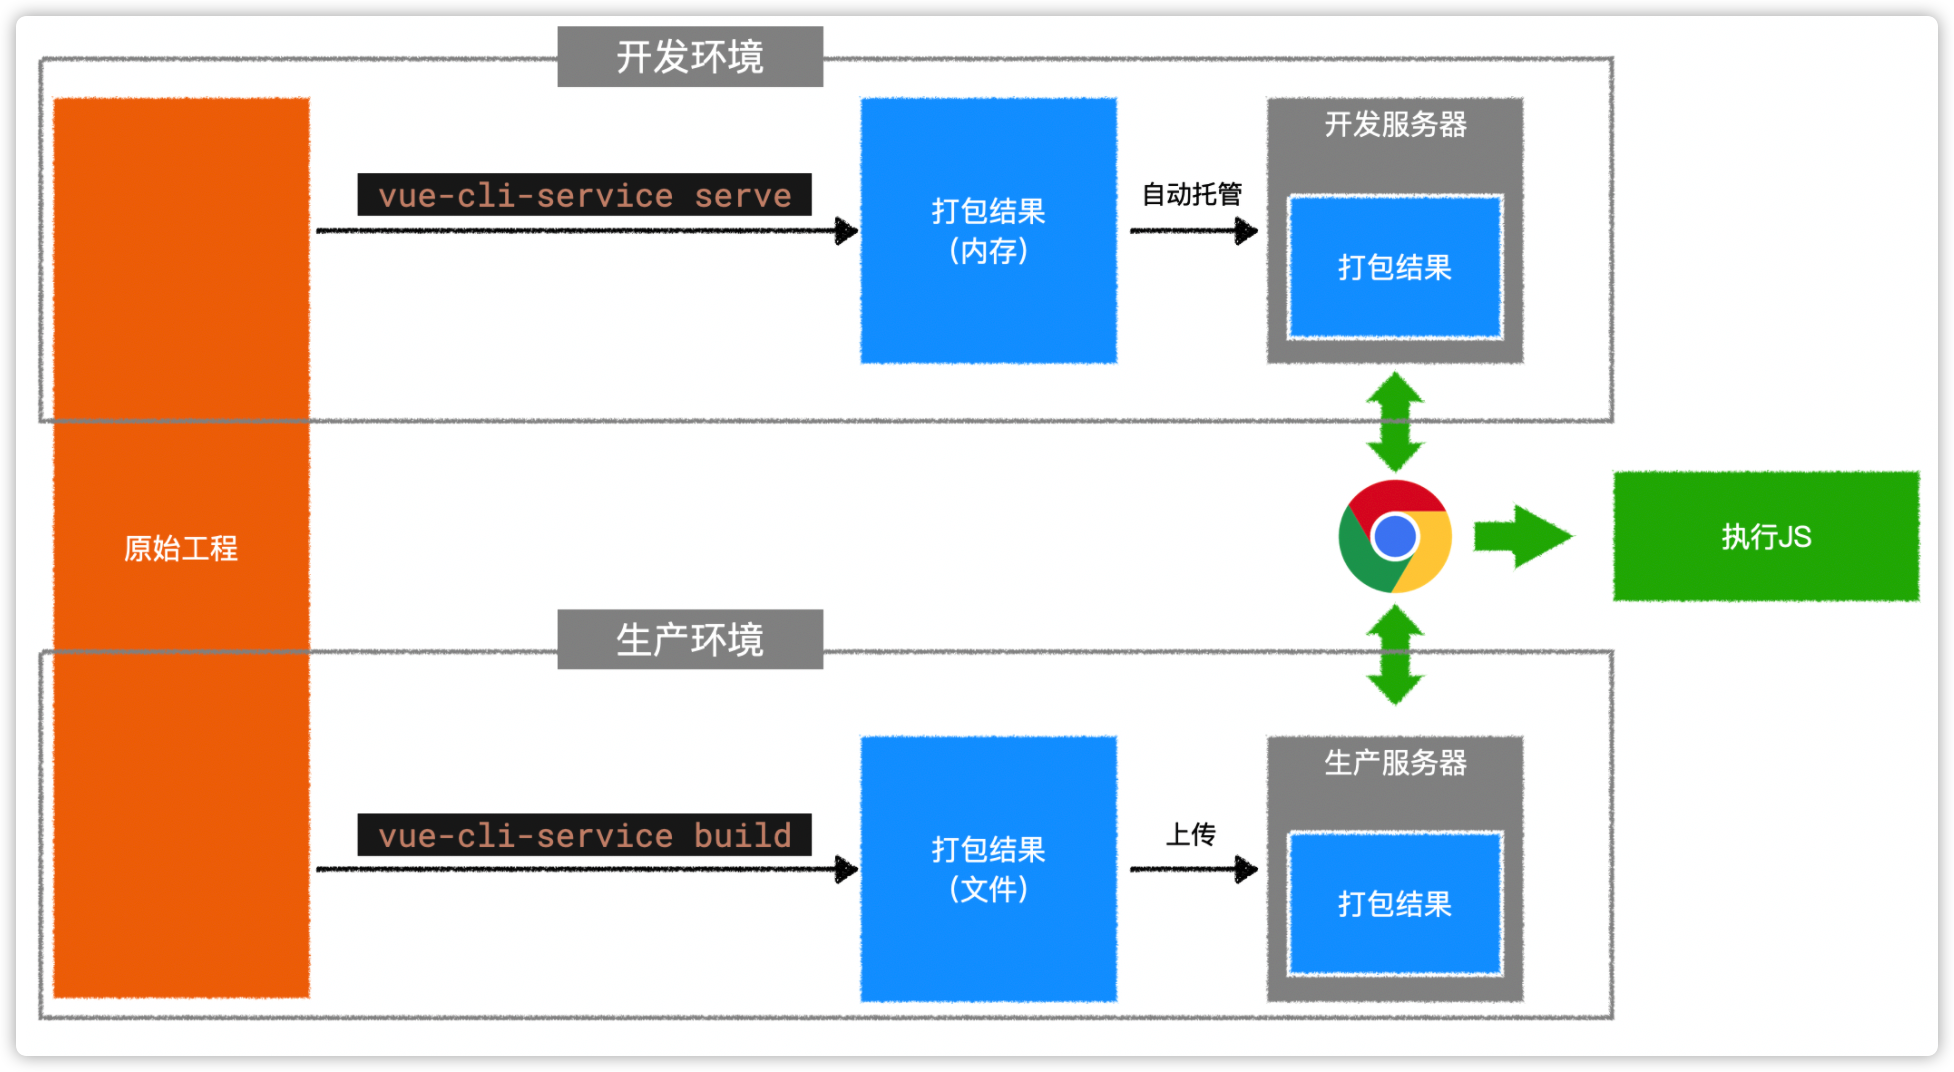 开发环境
vue-cli-service serve
打包结果
（内存）
自动托管
开发服务器
打包结果
原始工程
执行JS
生产环境
vue-cli-service build
打包结果
（文件）
上传
生产服务器
打包结果